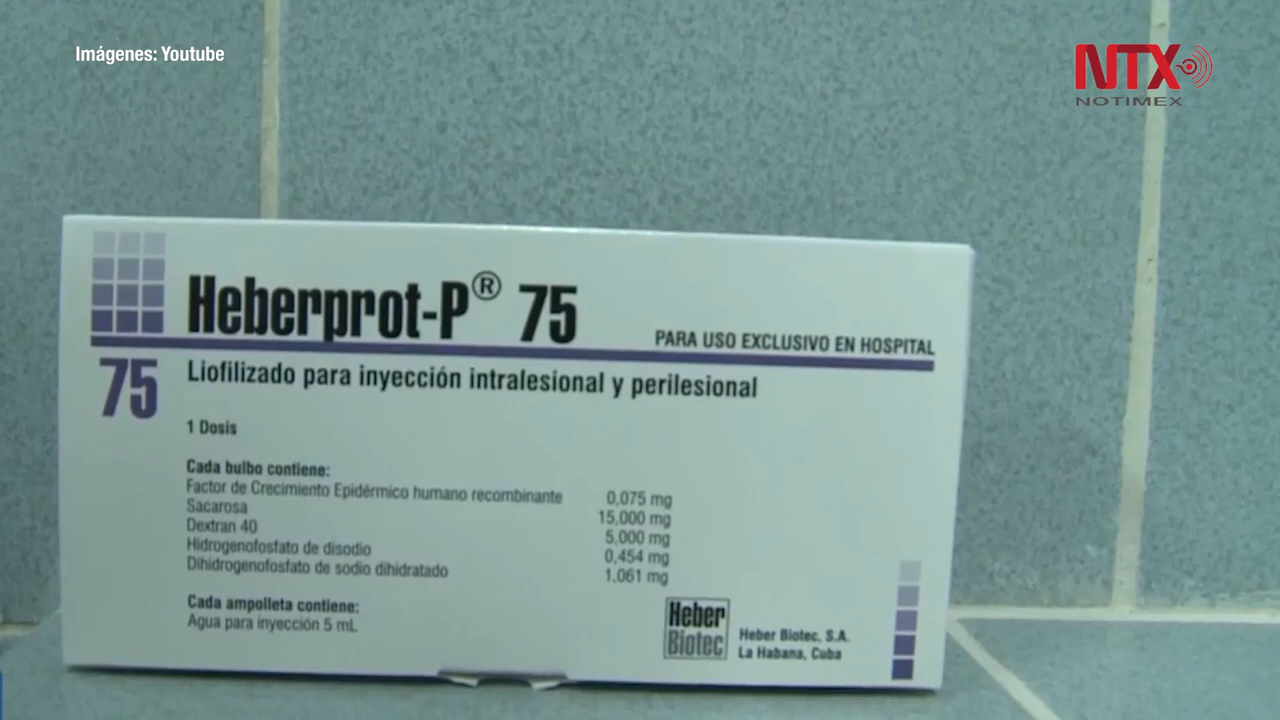 Imágenes: Youtube
NTX
NOTIMEX
Heberprot-P® 75
PARA USO EXCLUSIVO EN HOSPITAL
75
Liofilizado para inyección intralesional y perilesional
1 Dosis
Cada bulbo contiene:
Factor de Crecimiento Epidérmico humano recombinante 0,075 mg
Sacarosa 15,000 mg
Dextran 40 5,000 mg
Hidrogenofosfato de disodio 0,454 mg
Dihidrogenofosfato de sodio dihidratado 1,061 mg
Cada ampolleta contiene:
Agua para inyección 5 mL
Heber
Biotec
Heber Biotec, S.A.
La Habana, Cuba